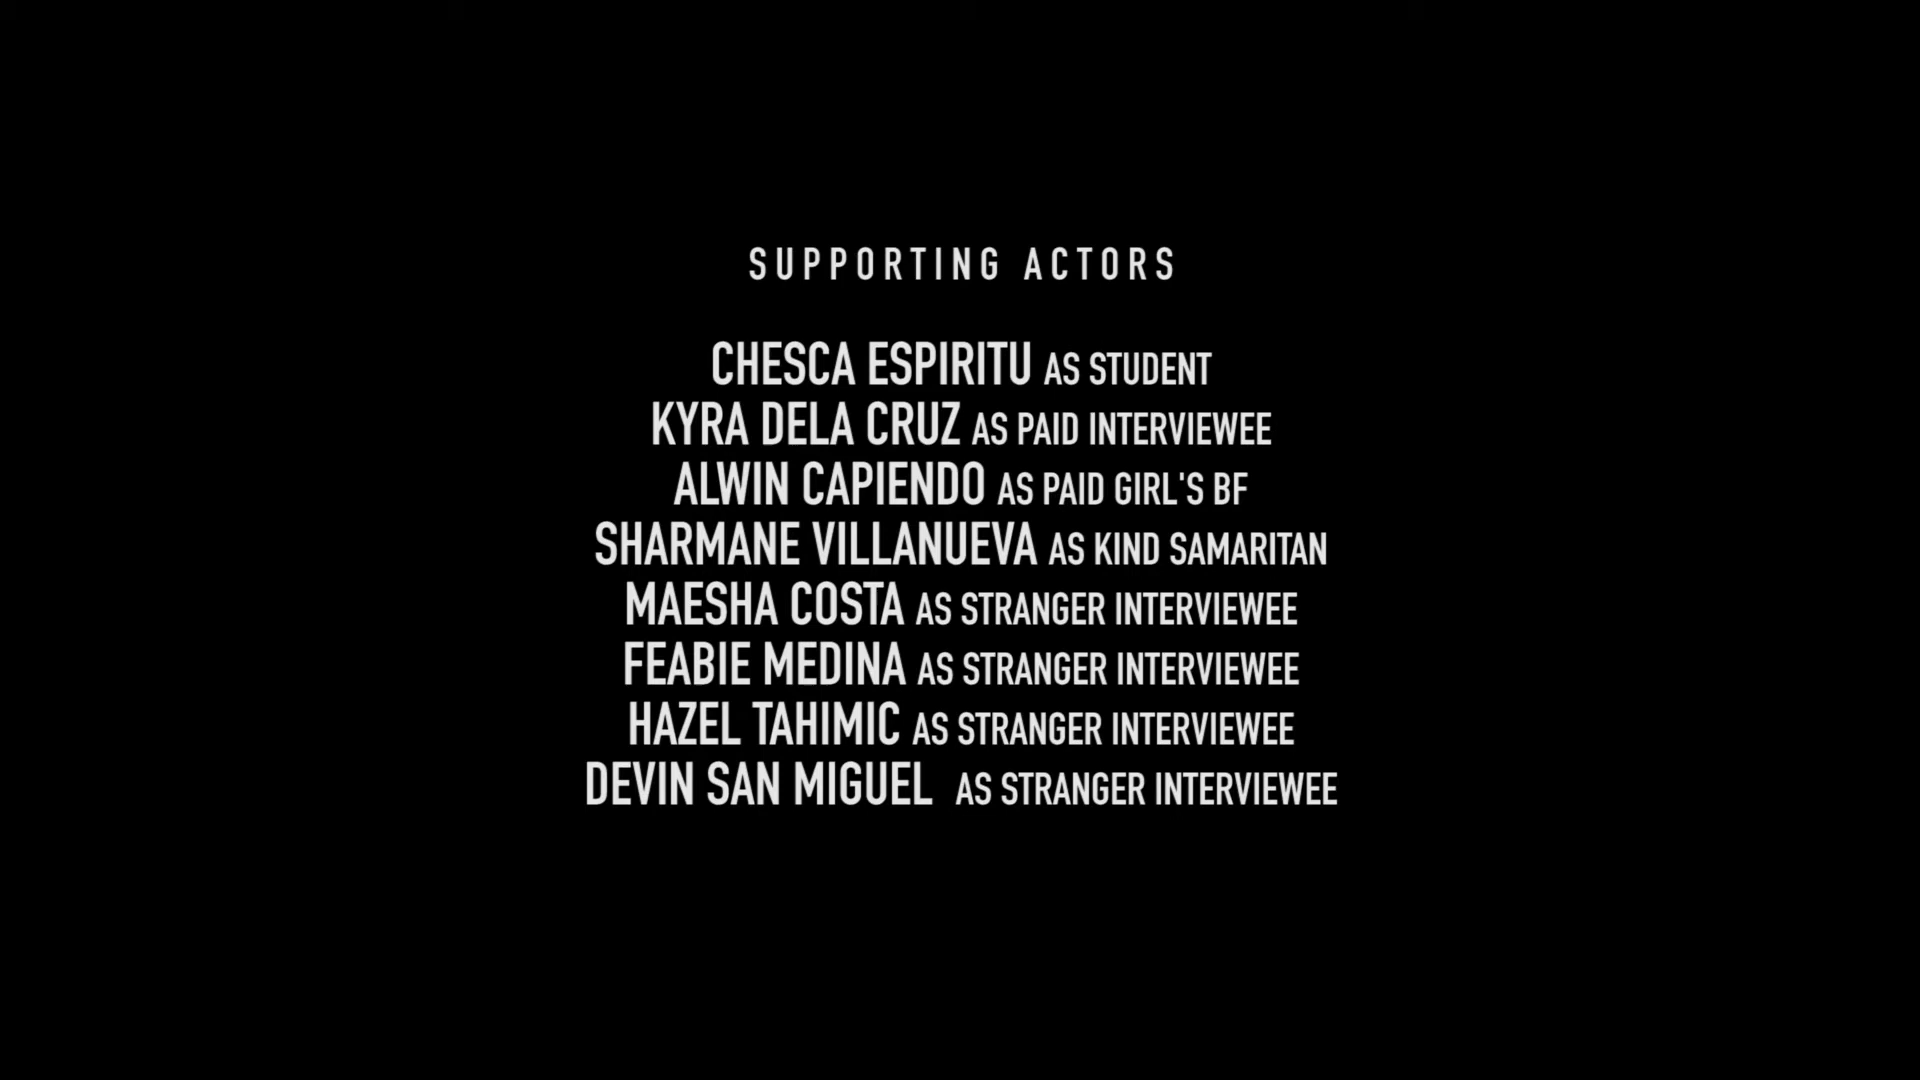 SUPPORTING ACTORS
CHESCA ESPIRITU AS STUDENT
KYRA DELA CRUZ AS PAID INTERVIEWEE
ALWIN CAPIENDO AS PAID GIRL'S BF
SHARMANE VILLANUEVA AS KIND SAMARITAN
MAESHA COSTA AS STRANGER INTERVIEWEE
FEABIE MEDINA AS STRANGER INTERVIEWEE
HAZEL TAHIMIC AS STRANGER INTERVIEWEE
DEVIN SAN MIGUEL AS STRANGER INTERVIEWEE